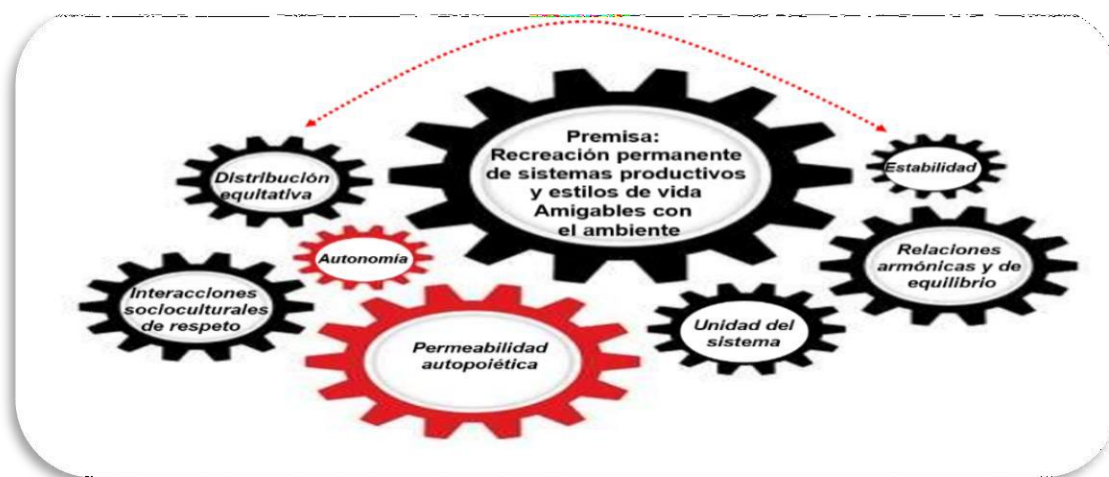 Premisa:
Recreación permanente
de sistemas productivos
y estilos de vida
Amigables con
el ambiente
Distribución
equitativa
Estabilidad
Autonomía
Relaciones
armónicas y de
equilibrio
Interacciones
socioculturales
de respeto
Unidad del
sistema
Permeabilidad
autopoiética